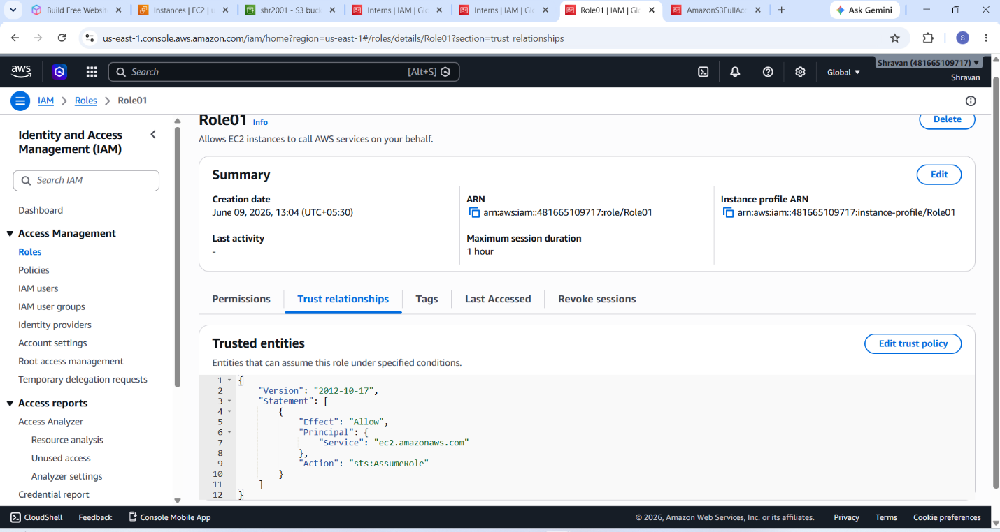 Build Free Websit
Instances | EC2 | u
shr2001 - S3 buck
Interns | IAM | Glo
Interns | IAM | Glo
Role01 | IAM | Glo
AmazonS3FullAcc
Ask Gemini
us-east-1.console.aws.amazon.com/iam/home?region=us-east-1#/roles/details/Role01?section=trust_relationships
S
aws
Search
[Alt+S]
Global
Shravan (481665109717)
Shravan
IAM
Roles
Role01
Identity and Access
Management (IAM)
Search IAM
Dashboard
Access Management
Roles
Policies
IAM users
IAM user groups
Identity providers
Account settings
Root access management
Temporary delegation requests
Access reports
Access Analyzer
Resource analysis
Unused access
Analyzer settings
Credential report
Role01 Info
Delete
Allows EC2 instances to call AWS services on your behalf.
Summary
Edit
Creation date
June 09, 2026, 13:04 (UTC+05:30)
Last activity
-
ARN
arn:aws:iam::481665109717:role/Role01
Maximum session duration
1 hour
Instance profile ARN
arn:aws:iam::481665109717:instance-profile/Role01
Permissions
Trust relationships
Tags
Last Accessed
Revoke sessions
Trusted entities
Edit trust policy
Entities that can assume this role under specified conditions.
1 {
2 "Version": "2012-10-17",
3 "Statement": [
4 {
5 "Effect": "Allow",
6 "Principal": {
7 "Service": "ec2.amazonaws.com"
8 },
9 "Action": "sts:AssumeRole"
10 }
11 ]
12 }
CloudShell
Feedback
Console Mobile App
© 2026, Amazon Web Services, Inc. or its affiliates.
Privacy
Terms
Cookie preferences